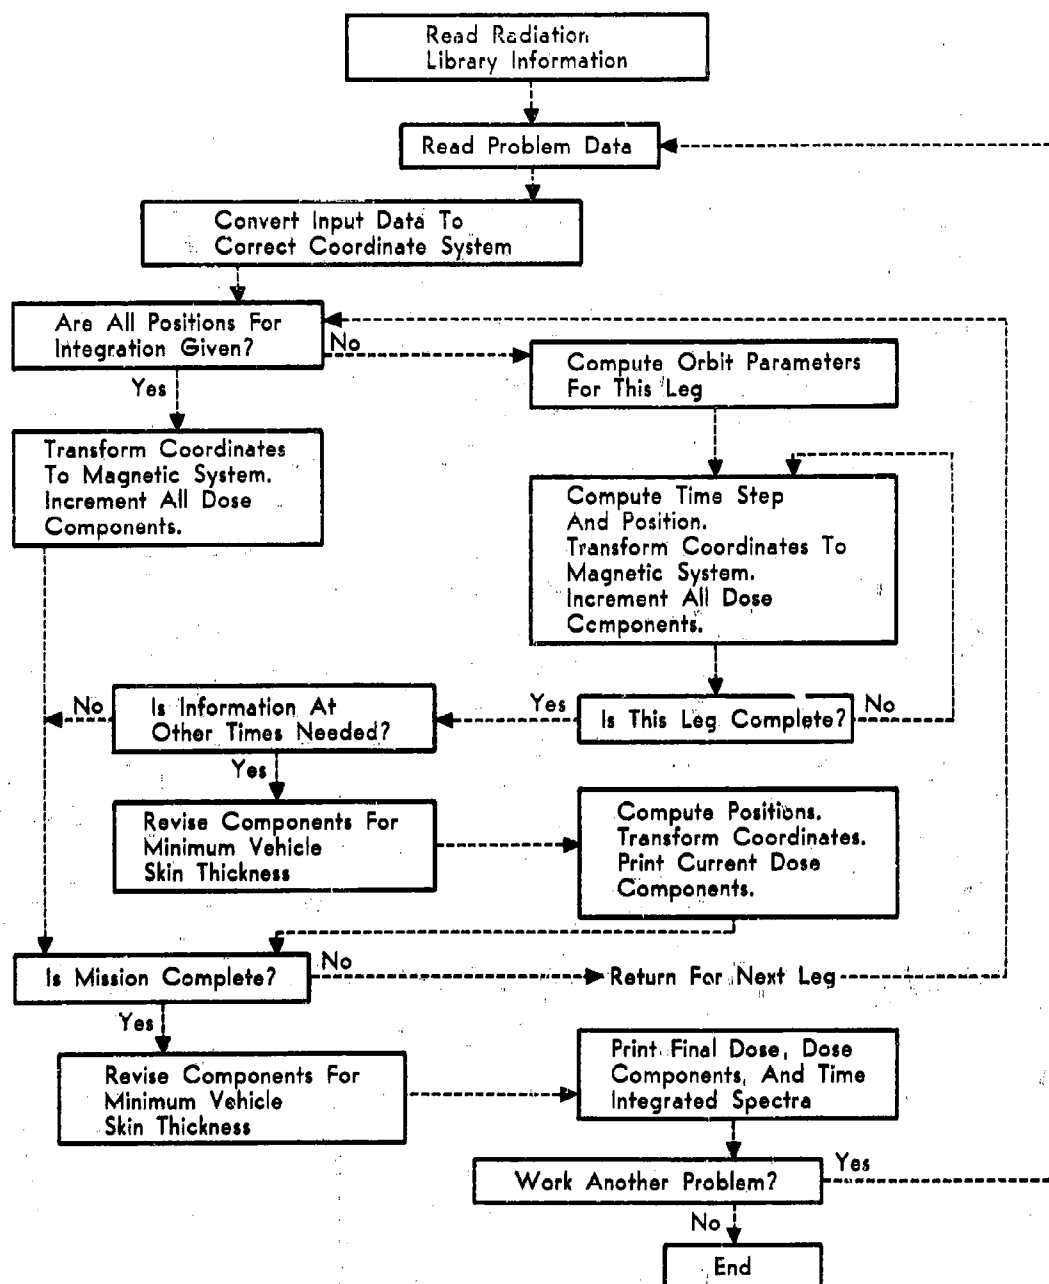 Read Radiation
Library Information
Read Problem Data
Convert Input Data To
Correct Coordinate System
Are All Positions For
Integration Given?
No
Yes
Compute Orbit Parameters
For This Leg
Transform Coordinates
To Magnetic System.
Increment All Dose
Components.
Compute Time Step
And Position.
Transform Coordinates To
Magnetic System.
Increment All Dose
Components.
No
Is Information At
Other Times Needed?
Yes
Is This Leg Complete?
No
Yes
Revise Components For
Minimum Vehicle
Skin Thickness
Compute Positions.
Transform Coordinates.
Print Current Dose
Components.
Is Mission Complete?
No
Return For Next Leg
Yes
Revise Components For
Minimum Vehicle
Skin Thickness
Print Final Dose, Dose
Components, And Time
Integrated Spectra
Work Another Problem?
Yes
No
End